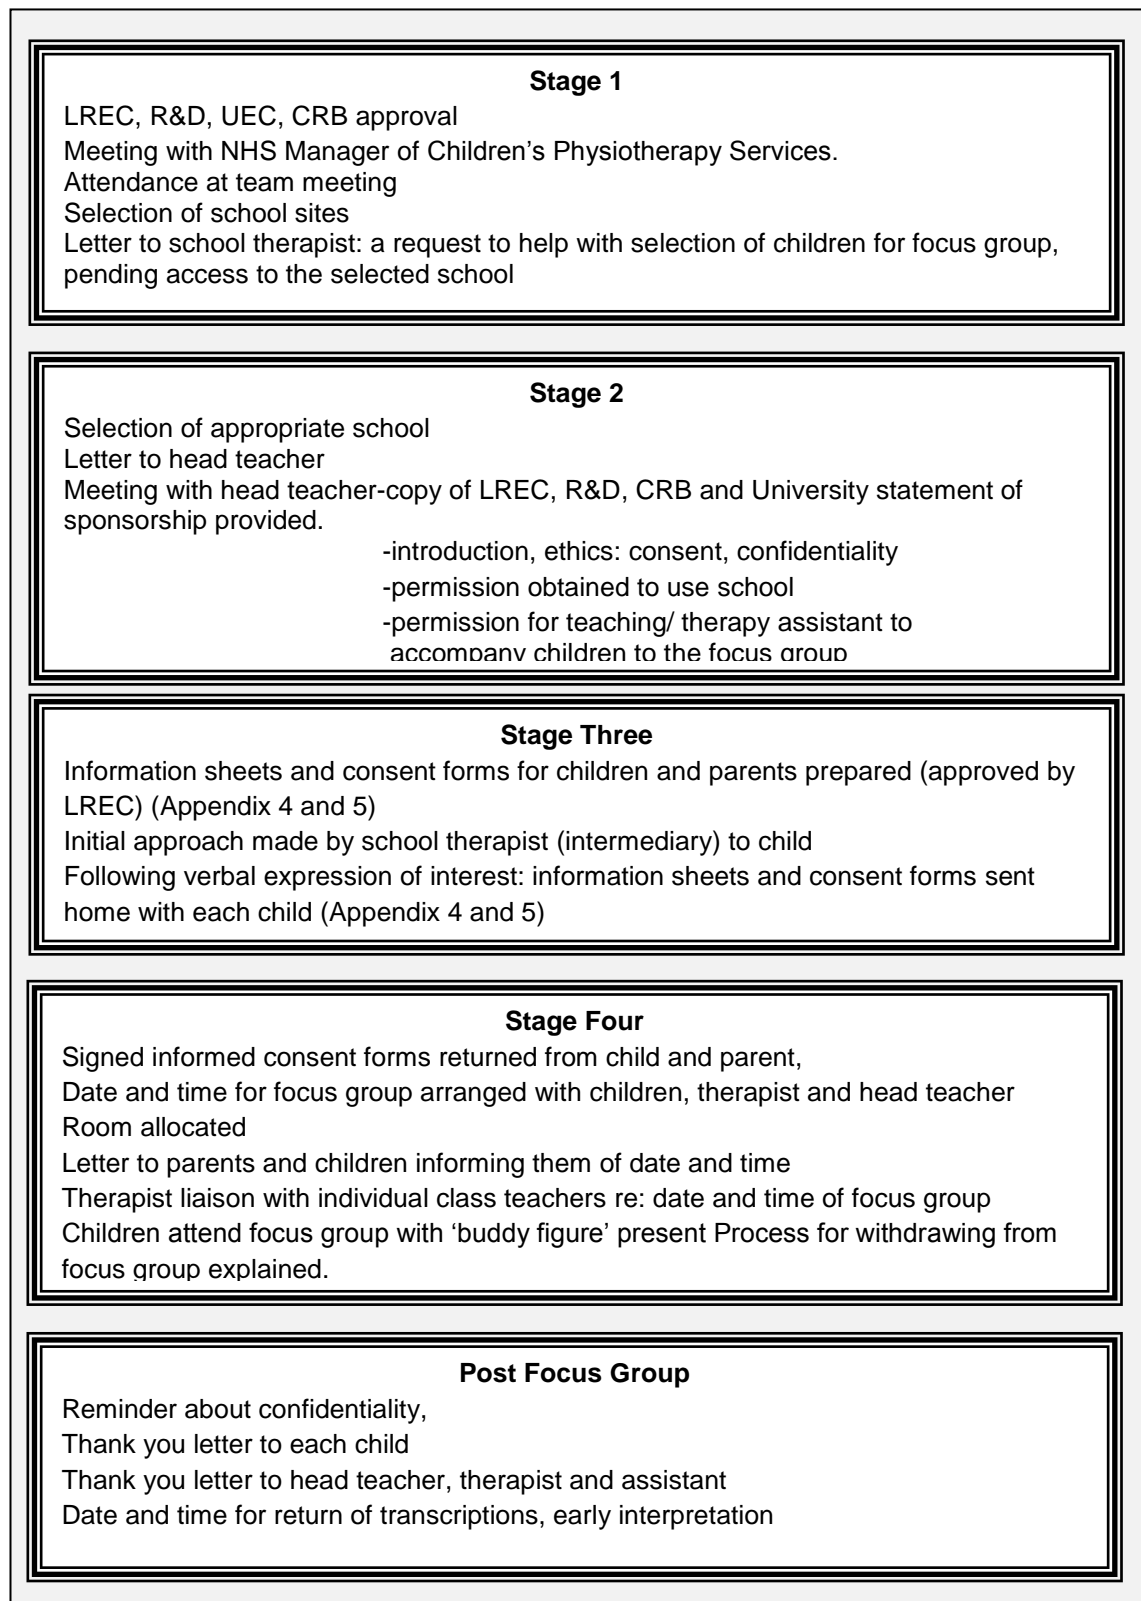 Stage 1
LREC, R&D, UEC, CRB approval
Meeting with NHS Manager of Children's Physiotherapy Services.
Attendance at team meeting
Selection of school sites
Letter to school therapist: a request to help with selection of children for focus group,
pending access to the selected school
Stage 2
Selection of appropriate school
Letter to head teacher
Meeting with head teacher-copy of LREC, R&D, CRB and University statement of
sponsorship provided.
-introduction, ethics: consent, confidentiality
-permission obtained to use school
-permission for teaching/ therapy assistant to
accompany children to the focus group
Stage Three
Information sheets and consent forms for children and parents prepared (approved by
LREC) (Appendix 4 and 5)
Initial approach made by school therapist (intermediary) to child
Following verbal expression of interest: information sheets and consent forms sent
home with each child (Appendix 4 and 5)
Stage Four
Signed informed consent forms returned from child and parent,
Date and time for focus group arranged with children, therapist and head teacher
Room allocated
Letter to parents and children informing them of date and time
Therapist liaison with individual class teachers re: date and time of focus group
Children attend focus group with ‘buddy figure’ present Process for withdrawing from
focus group explained.
Post Focus Group
Reminder about confidentiality,
Thank you letter to each child
Thank you letter to head teacher, therapist and assistant
Date and time for return of transcriptions, early interpretation